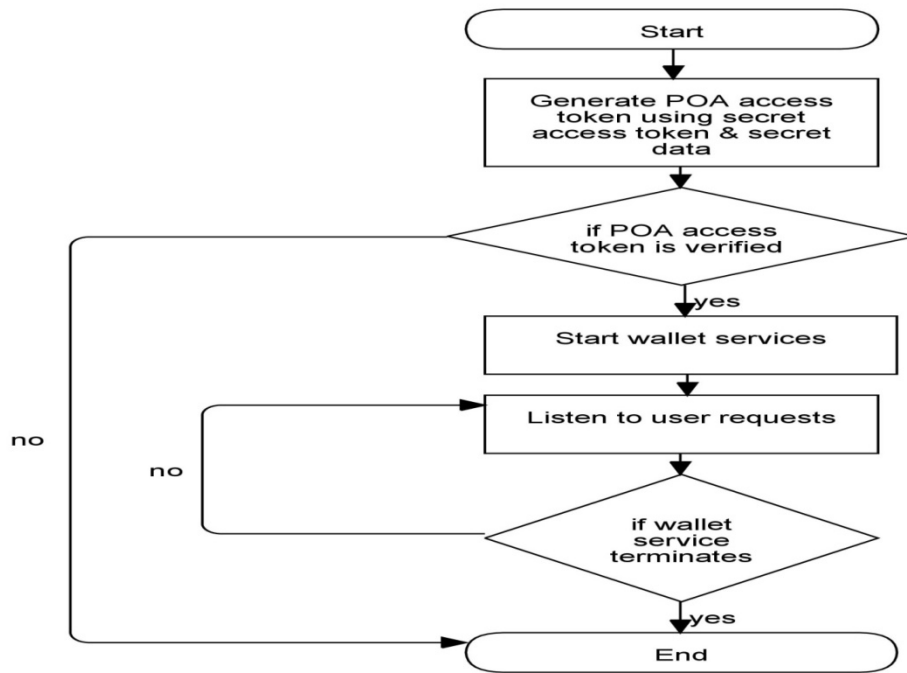 Start
Generate POA access
token using secret
access token & secret
data
if POA access
token is verified
yes
Start wallet services
Listen to user requests
no
no
if wallet
service
terminates
yes
End